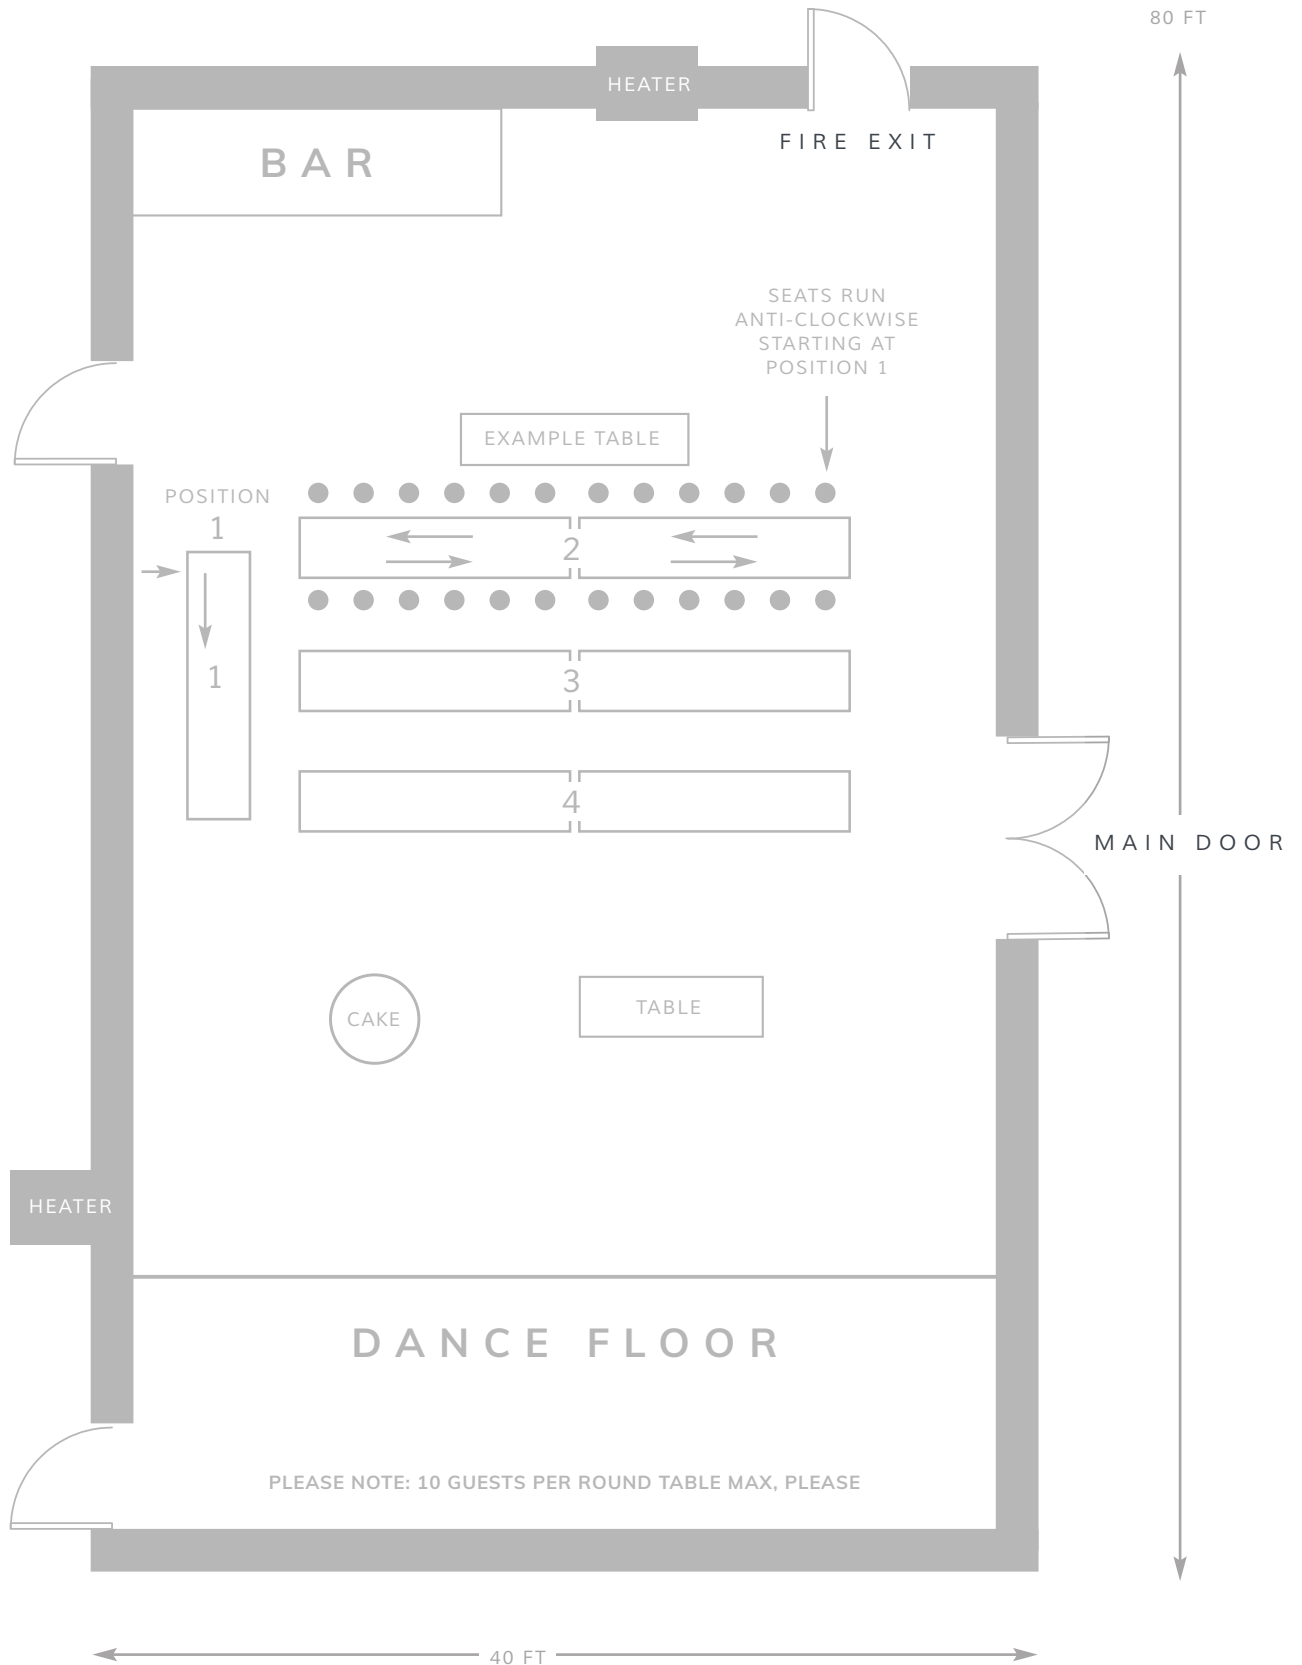 80 FT
HEATER
FIRE EXIT
BAR
SEATS RUN
ANTI-CLOCKWISE
STARTING AT
POSITION 1
EXAMPLE TABLE
POSITION
1
2
1
3
4
MAIN DOOR
CAKE
TABLE
HEATER
DANCE FLOOR
PLEASE NOTE: 10 GUESTS PER ROUND TABLE MAX, PLEASE
40 FT